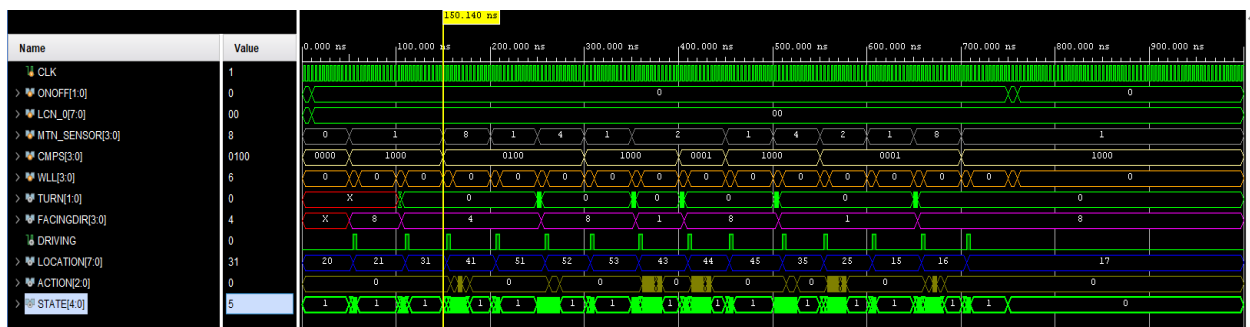 150.140 ns
Name Value 0.000 ns 100.000 ns 200.000 ns 300.000 ns 400.000 ns 500.000 ns 600.000 ns 700.000 ns 800.000 ns 900.000 ns
CLK 1
ONOFF[1:0] 0 0 0
LCN_0[7:0] 00 00
MTN_SENSOR[3:0] 8 0 1 8 1 4 1 2 1 4 2 1 8 1
CMPS[3:0] 0100 0000 1000 0100 1000 0001 1000 0001 1000
WLL[3:0] 6 0 0 0 0 0 0 0 0 0 0 0 0 0 0 0
TURN[1:0] 0 X 0 0 0 0 0 0
FACINGDIR[3:0] 4 X 8 4 8 1 8 1 8
DRIVING 0
LOCATION[7:0] 31 20 21 31 41 51 52 53 43 44 45 35 25 15 16 17
ACTION[2:0] 0 0 0 0 0 0 0 0
STATE[4:0] 5 1 1 1 1 1 1 1 1 1 1 1 1 1 1 1 0